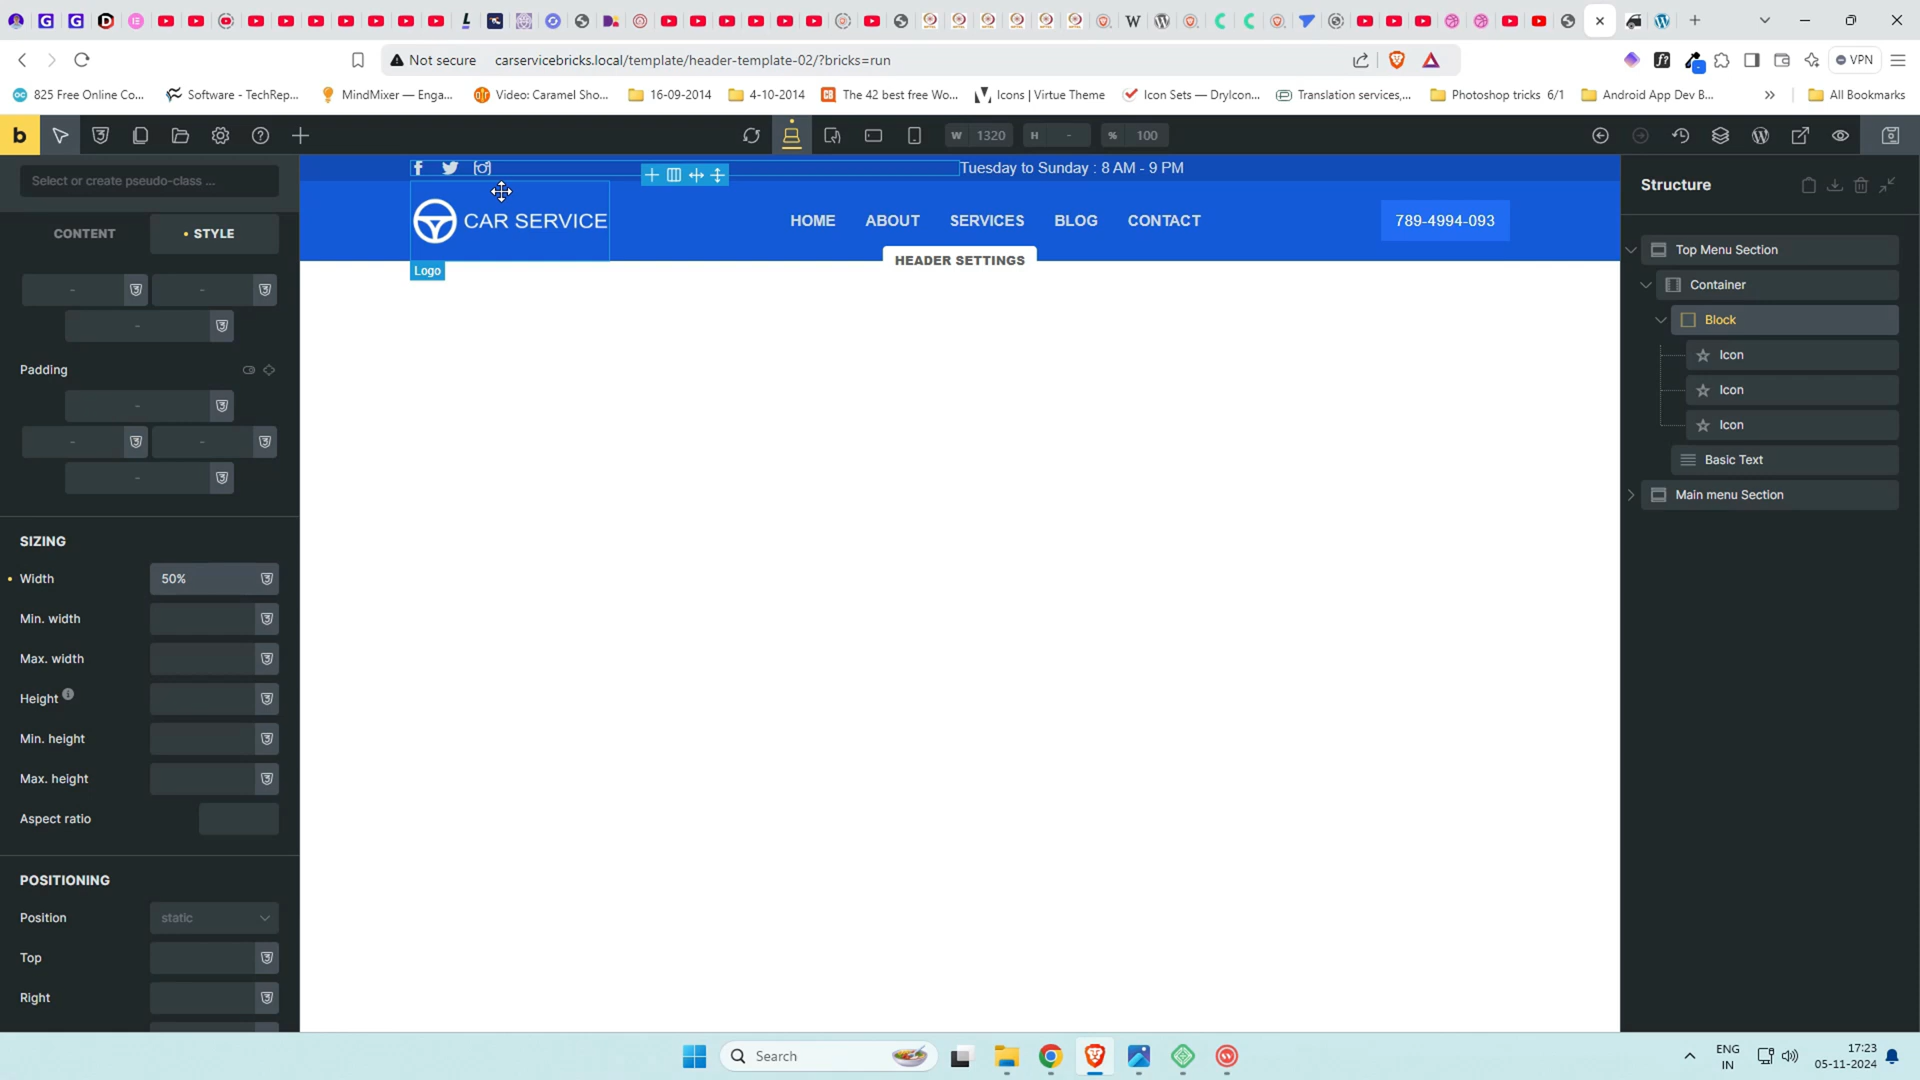 Not secure
carservicebricks.local/template/header-template-02/?bricks=run
VPN
825 Free Online Co...
Software - TechRep...
MindMixer — Enga...
Video: Caramel Sho...
16-09-2014
4-10-2014
The 42 best free Wo...
Icons | Virtue Theme
Icon Sets — DryIcon...
Translation services,...
Photoshop tricks 6/1
Android App Dev B...
All Bookmarks
b
W 1320
H -
% 100
Select or create pseudo-class ...
CONTENT
STYLE
Padding
SIZING
Width 50%
Min. width
Max. width
Height
Min. height
Max. height
Aspect ratio
POSITIONING
Position static
Top
Right
Tuesday to Sunday : 8 AM - 9 PM
CAR SERVICE
HOME ABOUT SERVICES BLOG CONTACT
789-4994-093
HEADER SETTINGS
Logo
Structure
Top Menu Section
Container
Block
Icon
Icon
Icon
Basic Text
Main menu Section
Search
ENG
IN
17:23
05-11-2024